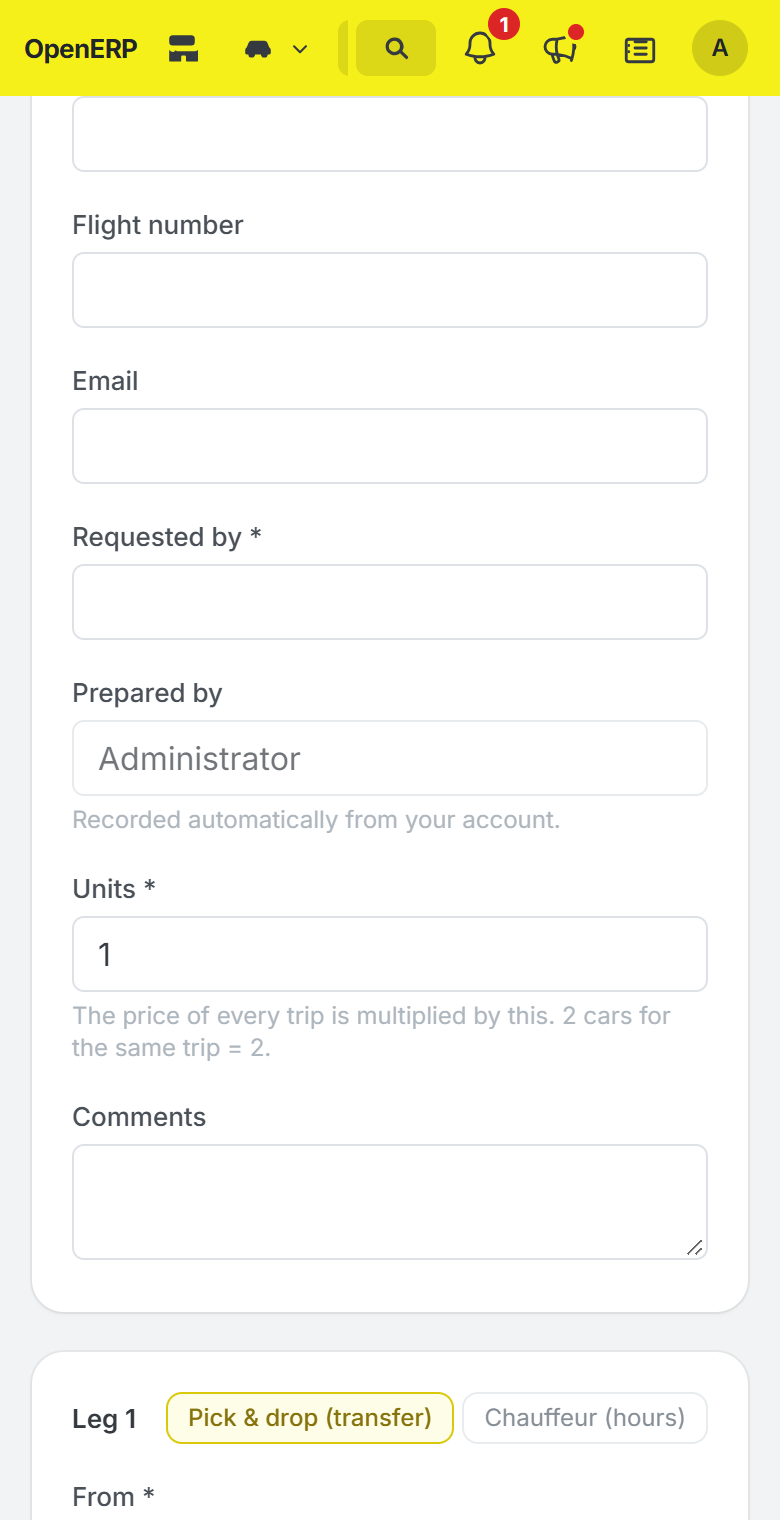 OpenERP
1
A
Flight number
Email
Requested by *
Prepared by
Administrator
Recorded automatically from your account.
Units *
1
The price of every trip is multiplied by this. 2 cars for
the same trip = 2.
Comments
Leg 1
Pick & drop (transfer)
Chauffeur (hours)
From *